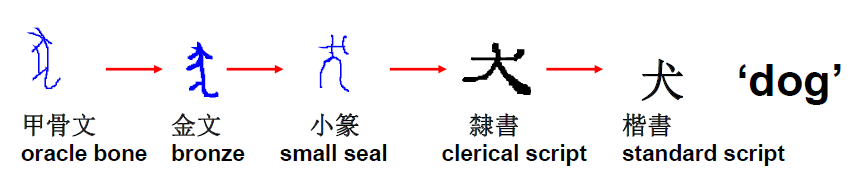 犬 犬 ‘dog’
甲骨文 金文 小篆 隸書 楷書
oracle bone bronze small seal clerical script standard script